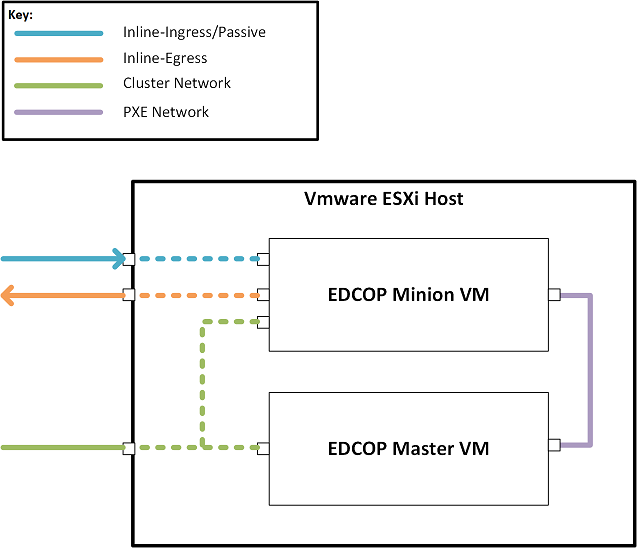 Key:
Inline-Ingress/Passive
Inline-Egress
Cluster Network
PXE Network
Vmware ESXi Host
EDCOP Minion VM
EDCOP Master VM